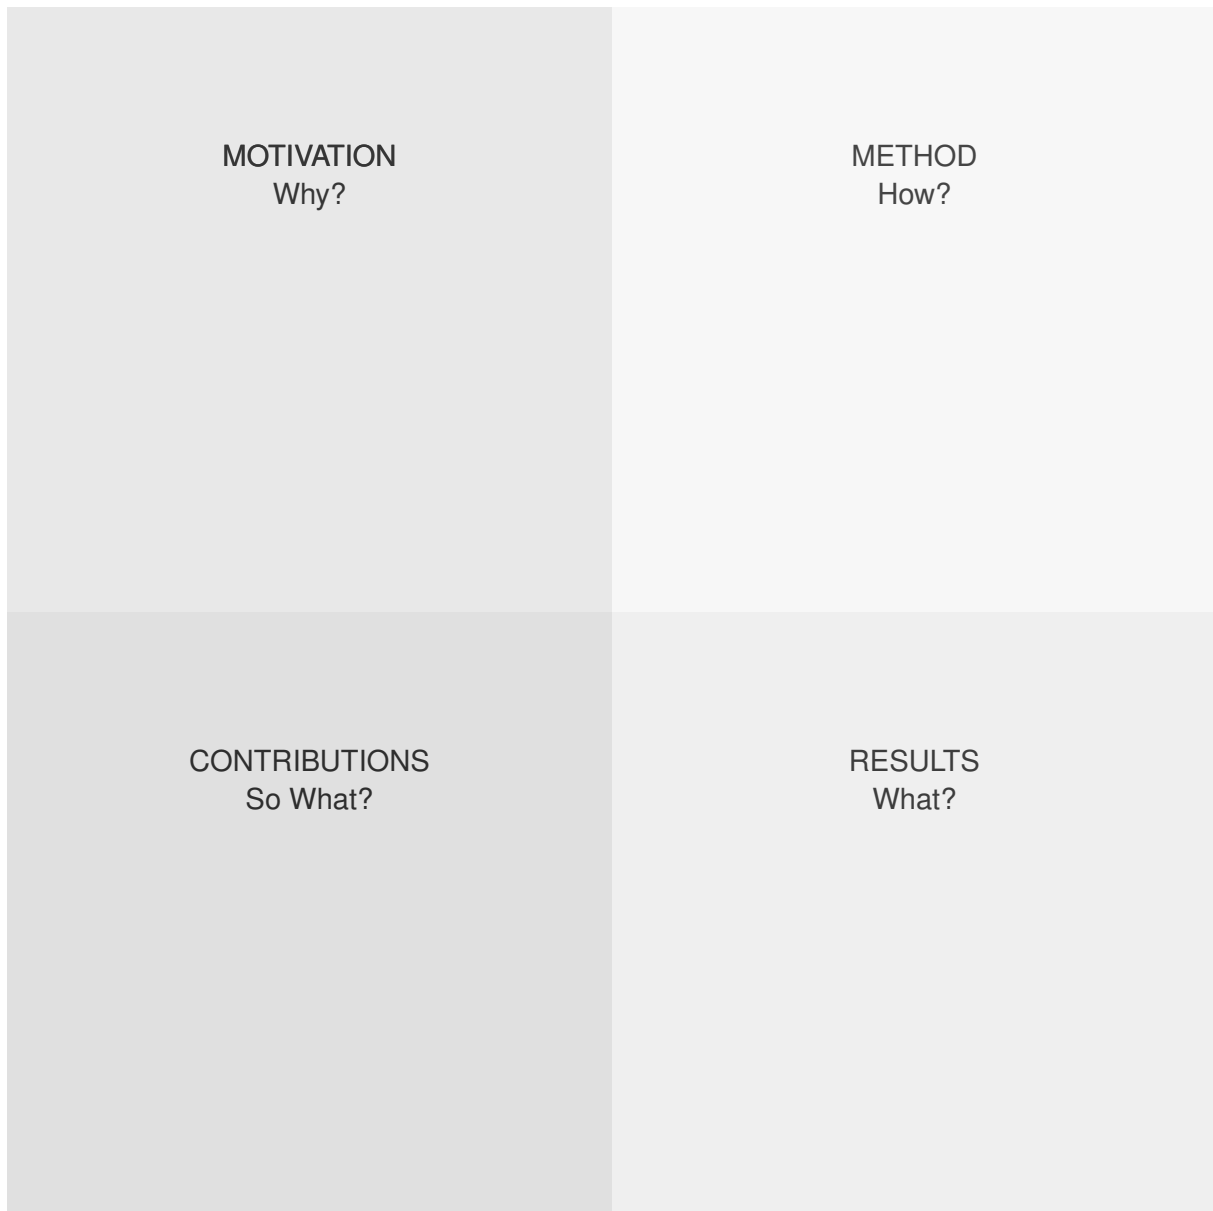 MOTIVATION
Why?
METHOD
How?
CONTRIBUTIONS
So What?
RESULTS
What?